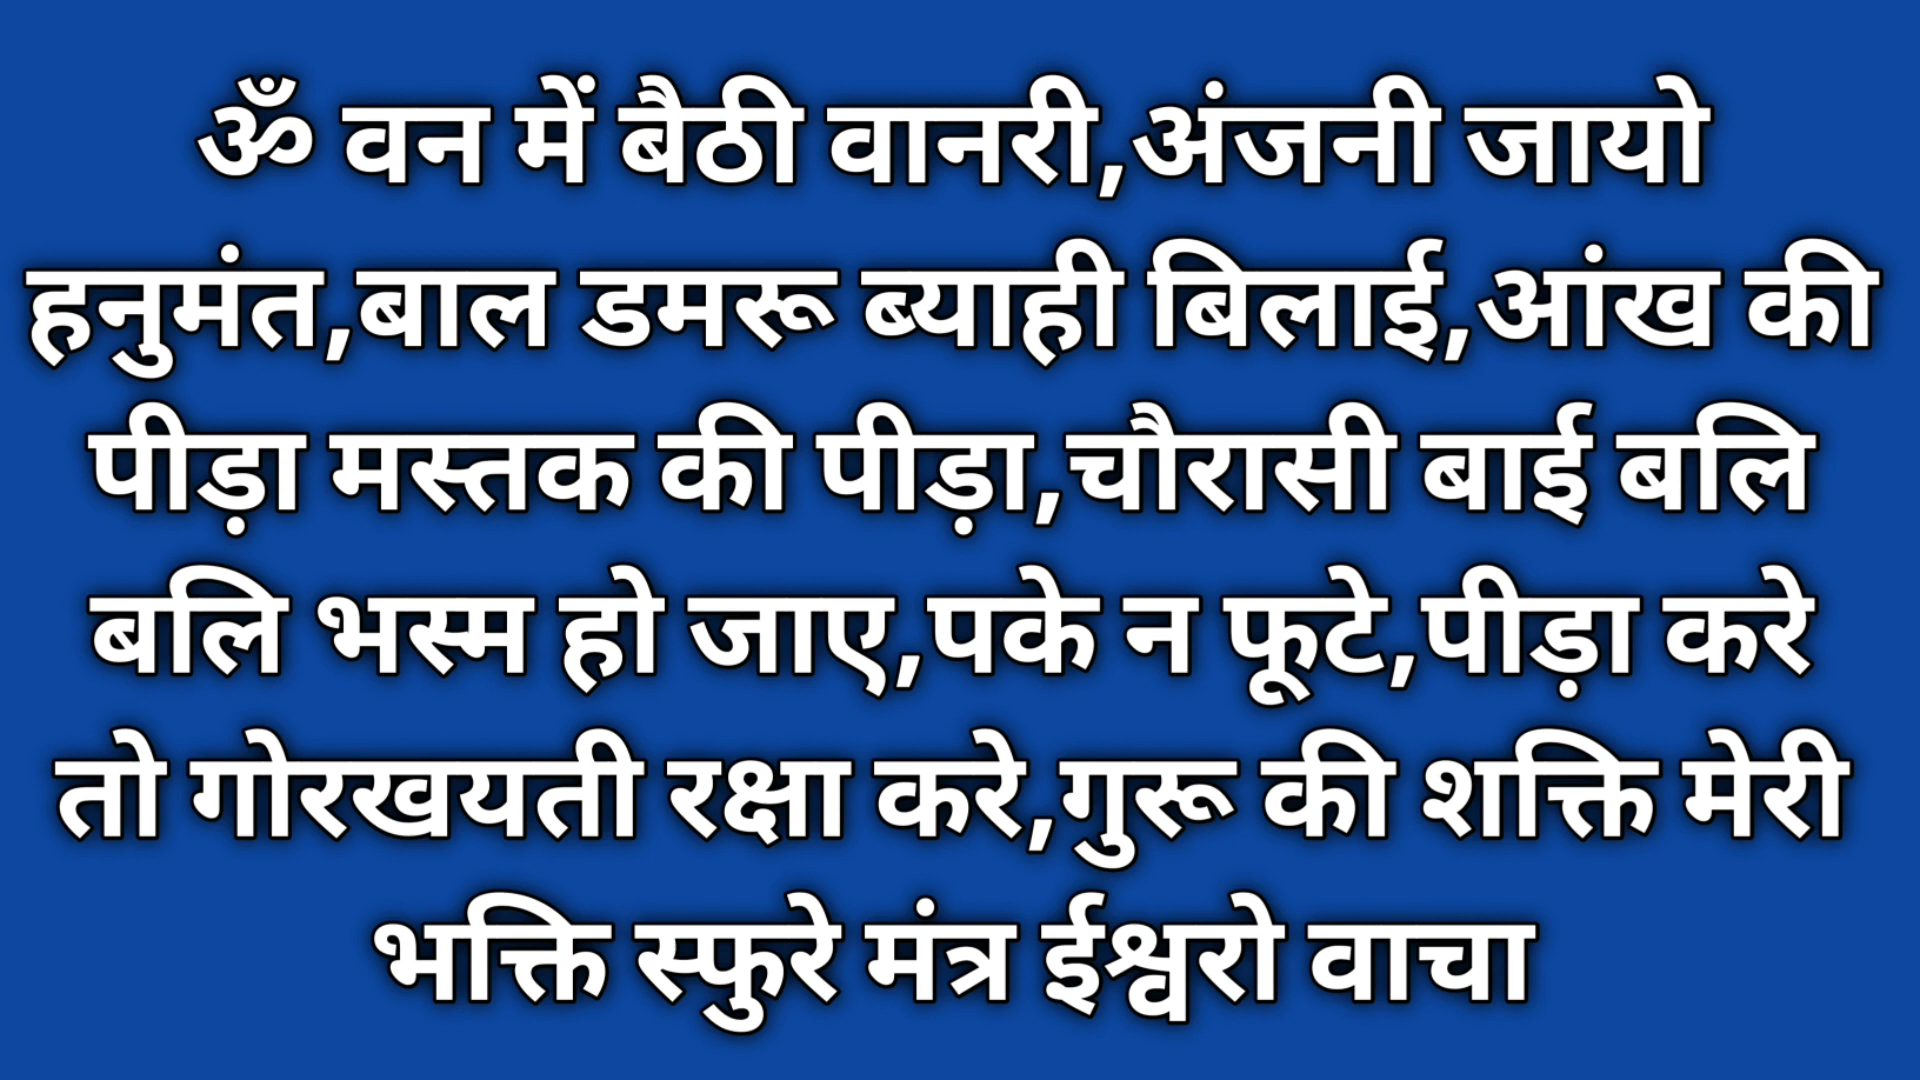 ॐ वन में बैठी वानरी,अंजनी जायो
हनुमंत,बाल डमरू ब्याही बिलाई,आंख की
पीड़ा मस्तक की पीड़ा,चौरासी बाई बलि
बलि भस्म हो जाए,पके न फूटे,पीड़ा करे
तो गोरखयती रक्षा करे,गुरू की शक्ति मेरी
भक्ति स्फुरे मंत्र ईश्वरो वाचा